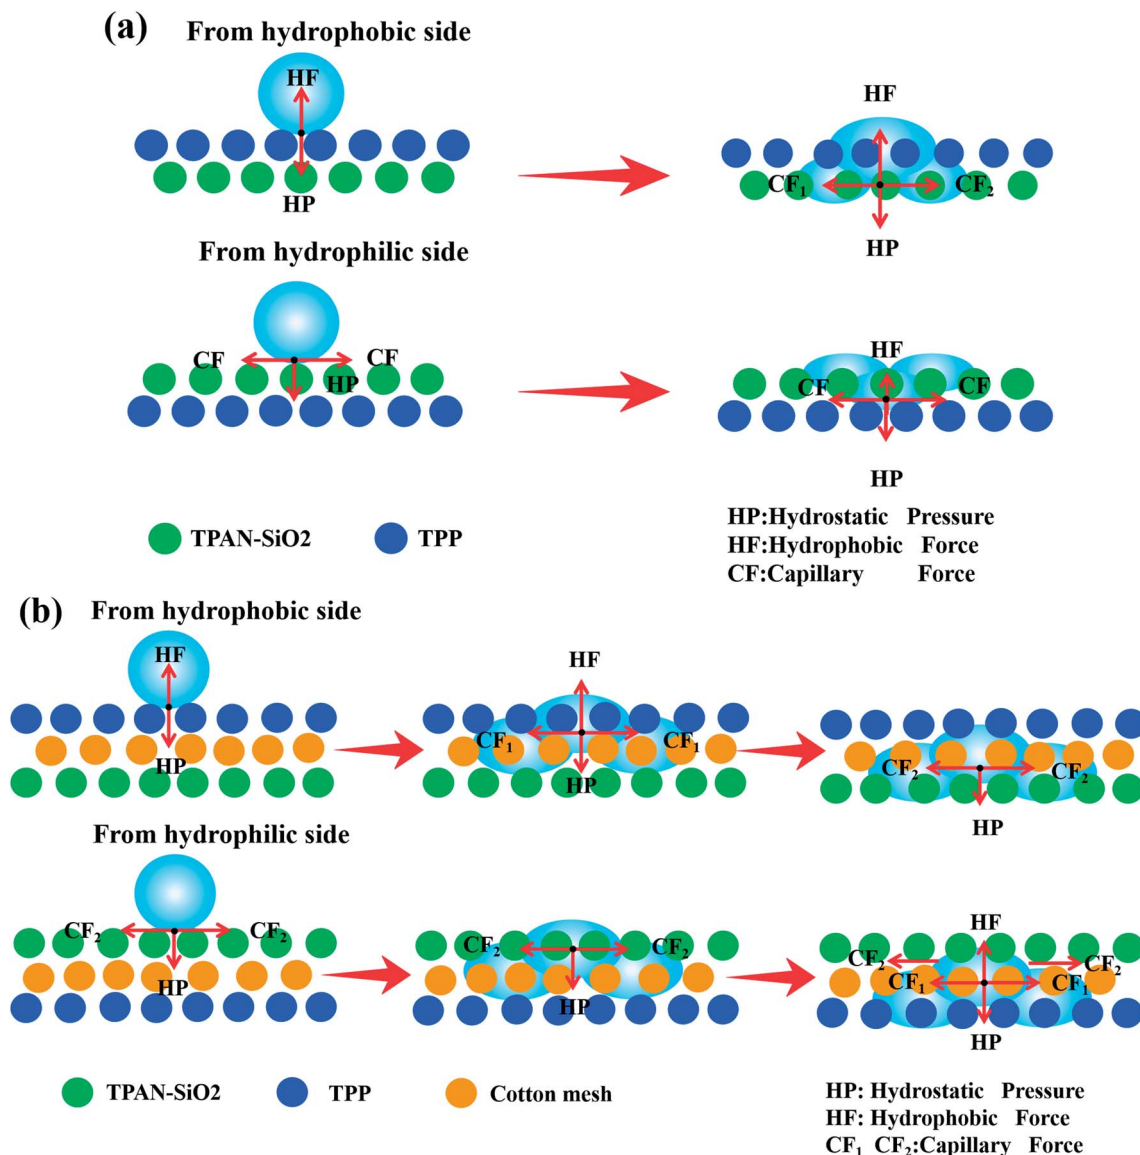 (a)
From hydrophobic side
HF
HP
HF
CF₁ CF₂
HP
From hydrophilic side
CF CF
HP
HF
CF CF
HP
TPAN-SiO2 TPP
HP:Hydrostatic Pressure
HF:Hydrophobic Force
CF:Capillary Force
(b)
From hydrophobic side
HF
HP
HF
CF₁ CF₁
HP
CF₂ CF₂
HP
From hydrophilic side
CF₂ CF₂
HP
CF₂ CF₂
HP
HF
CF₂ CF₂
CF₁ CF₁
HP
TPAN-SiO2 TPP Cotton mesh
HP: Hydrostatic Pressure
HF: Hydrophobic Force
CF₁ CF₂:Capillary Force